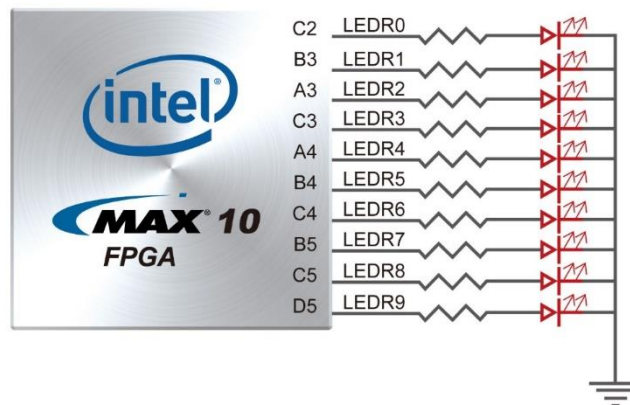 C2 LEDR0
B3 LEDR1
A3 LEDR2
C3 LEDR3
A4 LEDR4
B4 LEDR5
C4 LEDR6
B5 LEDR7
C5 LEDR8
D5 LEDR9
intel®
MAX® 10
FPGA